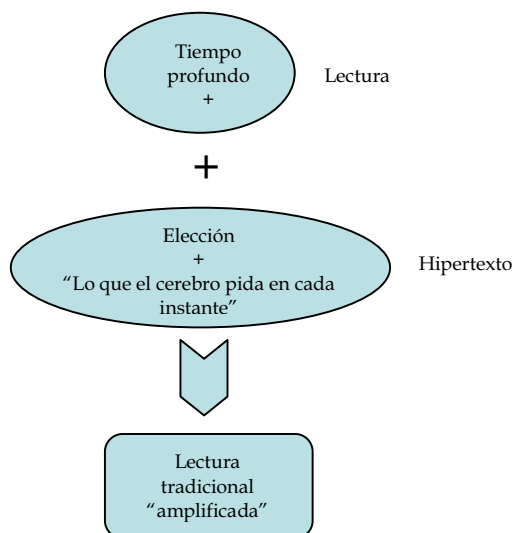 Tiempo
profundo
+
Lectura
+
Elección
+
“Lo que el cerebro pida en cada
instante”
Hipertexto
Lectura
tradicional
“amplificada”